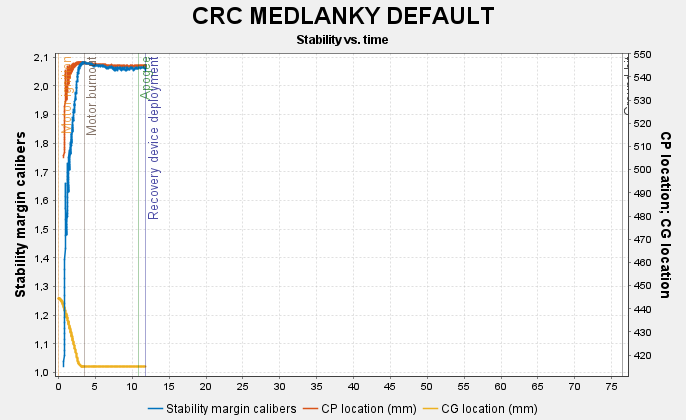 CRC MEDLANKY DEFAULT
Stability vs. time
Stability margin calibers
2,1
2,0
1,9
1,8
1,7
1,6
1,5
1,4
1,3
1,2
1,1
1,0
Motor burnout
Apogee
Recovery device deployment
550
540
530
520
510
500
490
480
470
460
450
440
430
420
CP location; CG location
0 5 10 15 20 25 30 35 40 45 50 55 60 65 70 75
Stability margin calibers CP location (mm) CG location (mm)